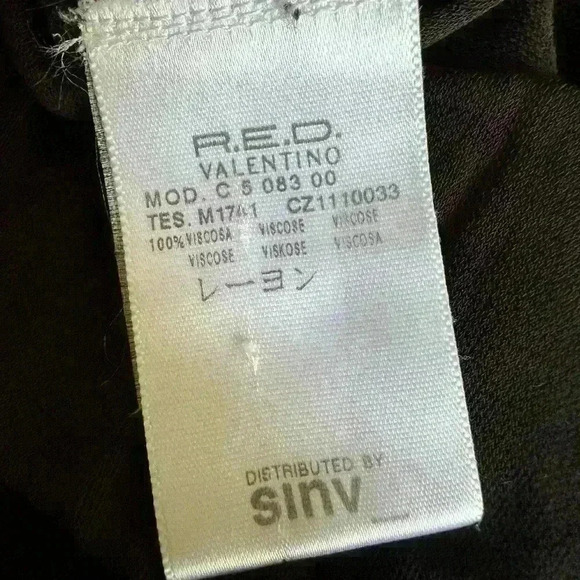 R.E.D.
VALENTINO
MOD. C 5 083 00
TES. M1741 CZ1110033
100% VISCOSA VISCOSE VISCOSE
VISCOSE VISKOSE VISCOSA
レーヨン
DISTRIBUTED BY
sinv